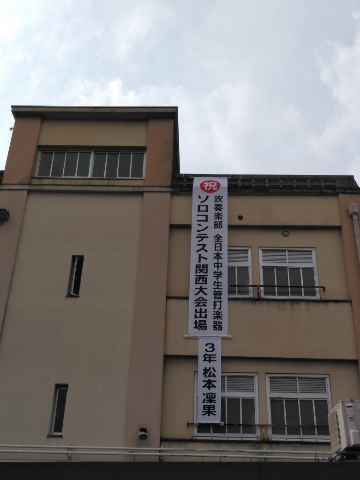 祝
吹奏楽部 全日本中学生管打楽器
ソロコンテスト関西大会出場
3年 松本凜果